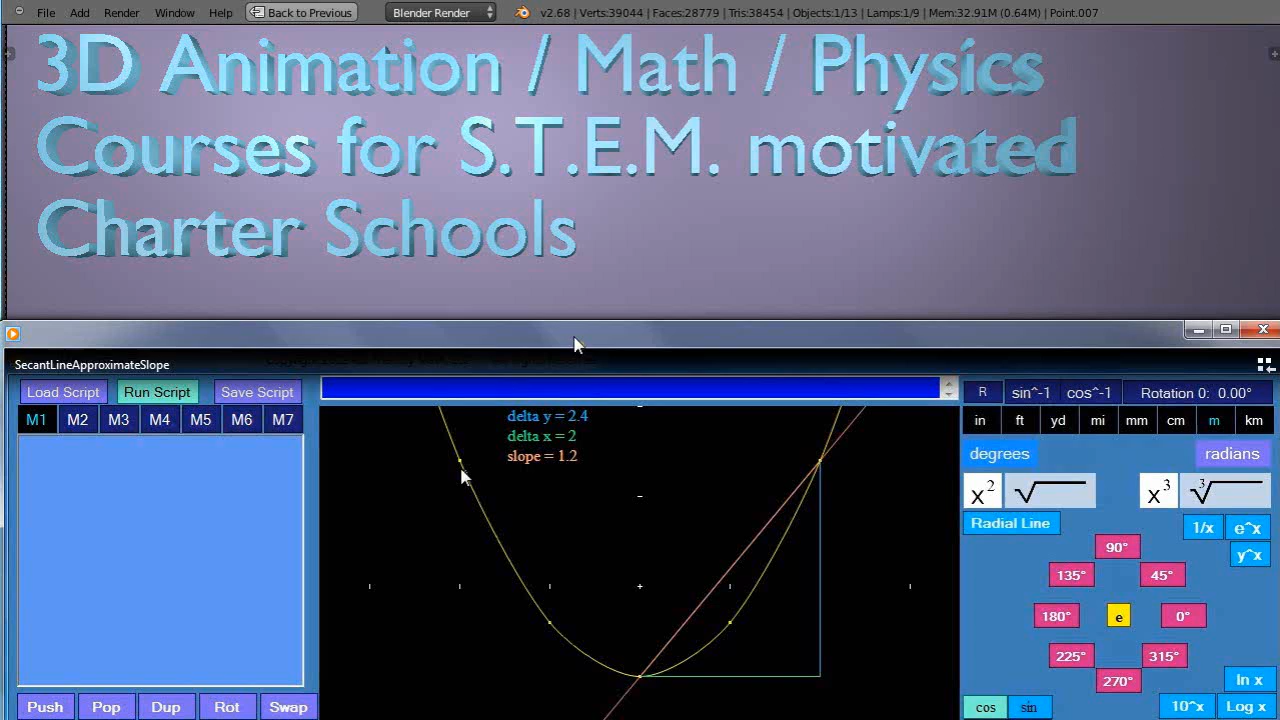 File Add Render Window Help Back to Previous Blender Render v2.68 | Verts:39044 | Faces:28779 | Tris:38454 | Objects:1/13 | Lamps:1/9 | Mem:32.91M (0.64M) | Point.007
3D Animation / Math / Physics
Courses for S.T.E.M. motivated
Charter Schools
SecantLineApproximateSlope
Load Script Run Script Save Script
M1 M2 M3 M4 M5 M6 M7
Push Pop Dup Rot Swap
delta y = 2.4
delta x = 2
slope = 1.2
R sin^-1 cos^-1 Rotation 0: 0.00°
in ft yd mi mm cm m km
degrees radians
x² √ x³ ∛
Radial Line 1/x e^x
y^x
90°
135° 45°
180° e 0°
225° 315°
270° ln x
cos sin 10^x Log x